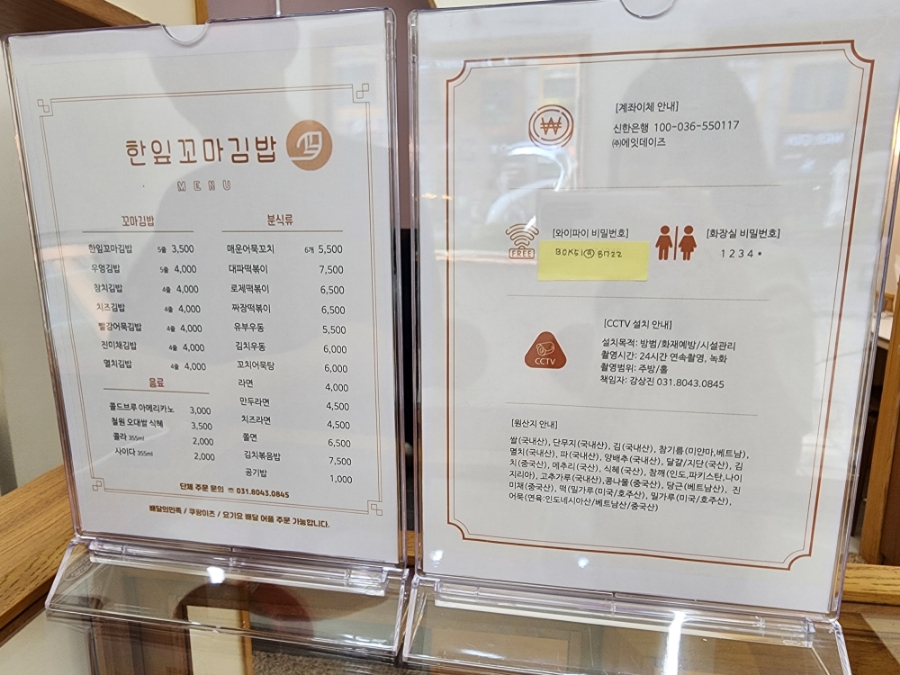 한잎꼬마김밥
MENU
꼬마김밥
한잎꼬마김밥 5줄 3,500
우엉김밥 5줄 4,000
참치김밥 4줄 4,000
치즈김밥 4줄 4,000
빨강어묵김밥 4줄 4,000
진미채김밥 4줄 4,000
멸치김밥 4줄 4,000
음료
콜드브루 아메리카노 3,000
철원 오대쌀 식혜 3,500
콜라 355ml 2,000
사이다 355ml 2,000
분식류
매운어묵꼬치 6개 5,500
대파떡볶이 7,500
로제떡볶이 6,500
짜장떡볶이 6,500
유부우동 5,500
김치우동 6,000
꼬치어묵탕 6,000
라면 4,000
만두라면 4,500
치즈라면 4,500
쫄면 6,500
김치볶음밥 7,500
공기밥 1,000
단체 주문 문의 ☎ 031.8043.0845
배달의민족 / 쿠팡이즈 / 요기요 배달 어플 주문 가능합니다.
[계좌이체 안내]
신한은행 100-036-550117
㈜에잇데이즈
FREE
[와이파이 비밀번호]
[화장실 비밀번호]
1234*
CCTV
[CCTV 설치 안내]
설치목적: 방범/화재예방/시설관리
촬영시간: 24시간 연속촬영, 녹화
촬영범위: 주방/홀
책임자: 강상진 031.8043.0845
[원산지 안내]
쌀(국내산), 단무지(국내산), 김(국내산), 참기름(미얀마,베트남),
멸치(국내산), 파(국내산), 양배추(국내산), 달걀/지단(국산), 김
치(중국산), 메추리(국산), 식혜(국산), 참깨(인도,파키스탄,나이
지리아), 고추가루(국내산), 콩나물(중국산), 당근(베트남산), 진
미채(중국산), 떡(밀가루(미국/호주산), 밀가루(미국/호주산),
어묵(연육:인도네시아산/베트남산/중국산)